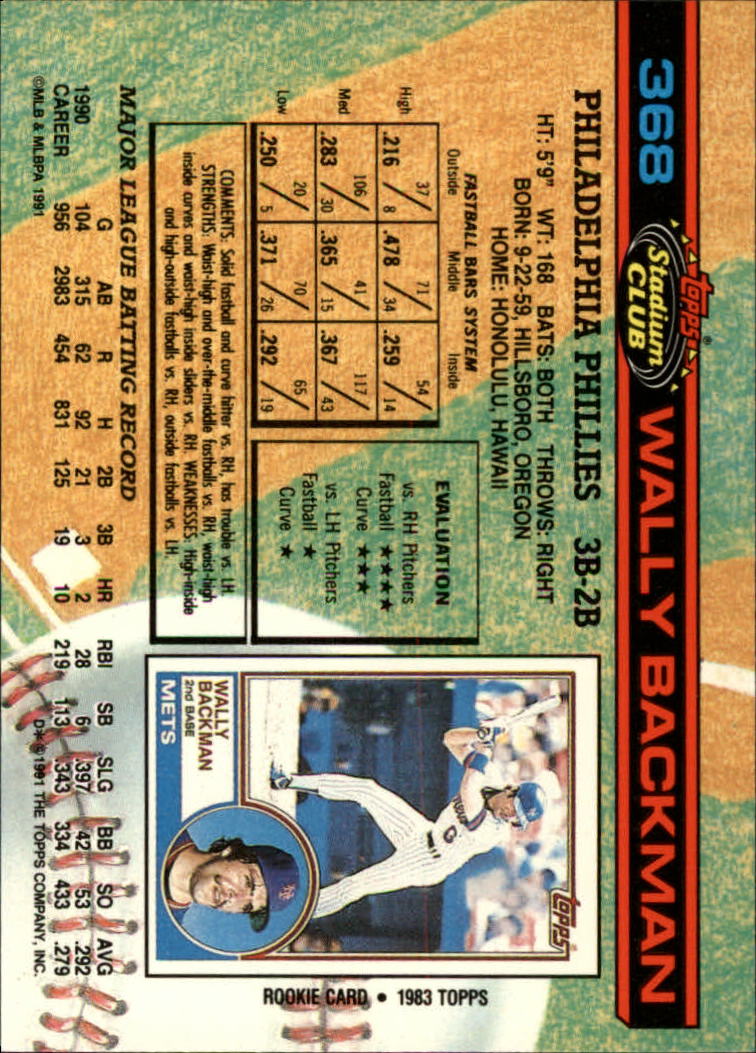 368 Topps® Stadium CLUB WALLY BACKMAN
PHILADELPHIA PHILLIES 3B-2B
HT: 5'9" WT: 168 BATS: BOTH THROWS: RIGHT
BORN: 9-22-59, HILLSBORO, OREGON
HOME: HONOLULU, HAWAII
FASTBALL BARS SYSTEM
Outside Middle Inside
High .216 37/8 .478 71/34 .259 54/14
Med .283 106/30 .365 41/15 .367 117/43
Low .250 20/5 .371 70/26 .292 65/19
EVALUATION
vs. RH Pitchers
Fastball ★★★★
Curve ★★★
vs. LH Pitchers
Fastball ★
Curve ★
COMMENTS: Solid fastball and curve hitter vs. RH, has trouble vs. LH.
STRENGTHS: Waist-high and over-the-middle fastballs vs. RH, waist-high
inside curves and waist-high inside sliders vs. RH. WEAKNESSES: High-inside
and high-outside fastballs vs. RH, outside fastballs vs. LH.
Topps
WALLY
BACKMAN
2nd BASE
METS
ROOKIE CARD • 1983 TOPPS
MAJOR LEAGUE BATTING RECORD
G AB R H 2B 3B HR RBI SB SLG BB SO AVG
1990 104 315 62 92 21 3 2 28 6 .397 42 53 .292
CAREER 956 2983 454 831 125 19 10 219 113 .343 334 433 .279
©MLB & MLBPA 1991 D* © 1991 THE TOPPS COMPANY, INC.